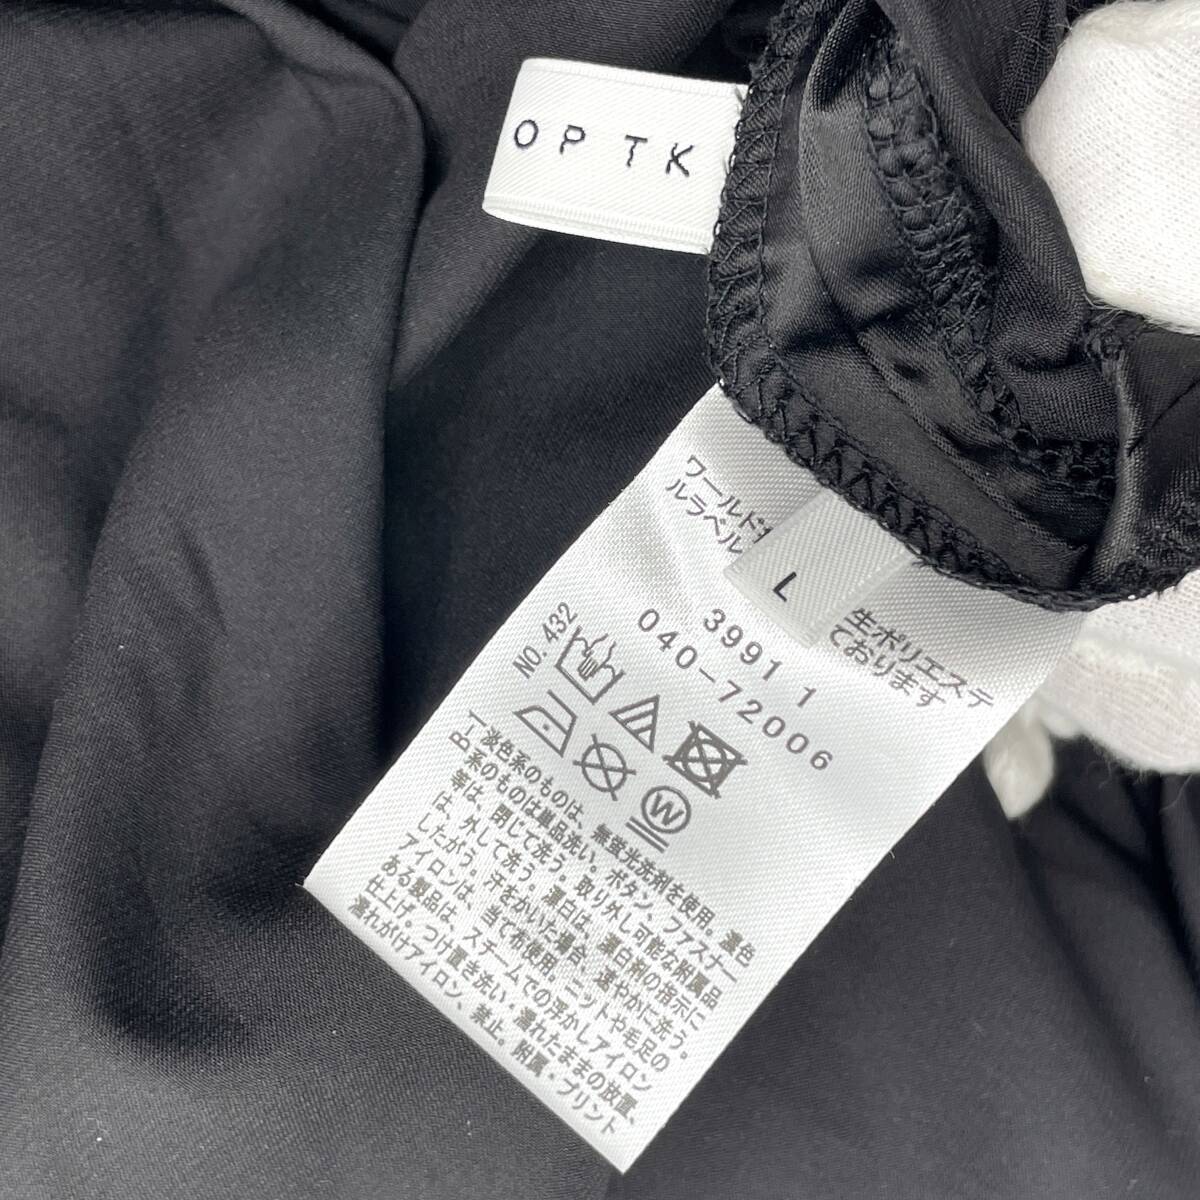 OPTK
ワールド
ルラベル
L
生ポリエステ
ております
3991 1
040-72006
NO. 432
W
BT-1
淡色系のものは、無蛍光洗剤を使用。濃色
系のものは単品洗い。ボタン、ファスナー
等は、閉じて洗う。取り外し可能な附属品
は、外して洗う。漂白は、漂白剤の指示に
したがう。汗をかいた場合、速やかに洗う。
アイロンは、当て布使用。ニットや毛足の
ある製品は、スチームでの浮かしアイロン
仕上げ。つけ置き洗い・濡れたままの放置、
濡れがけアイロン、禁止。附属・プリント